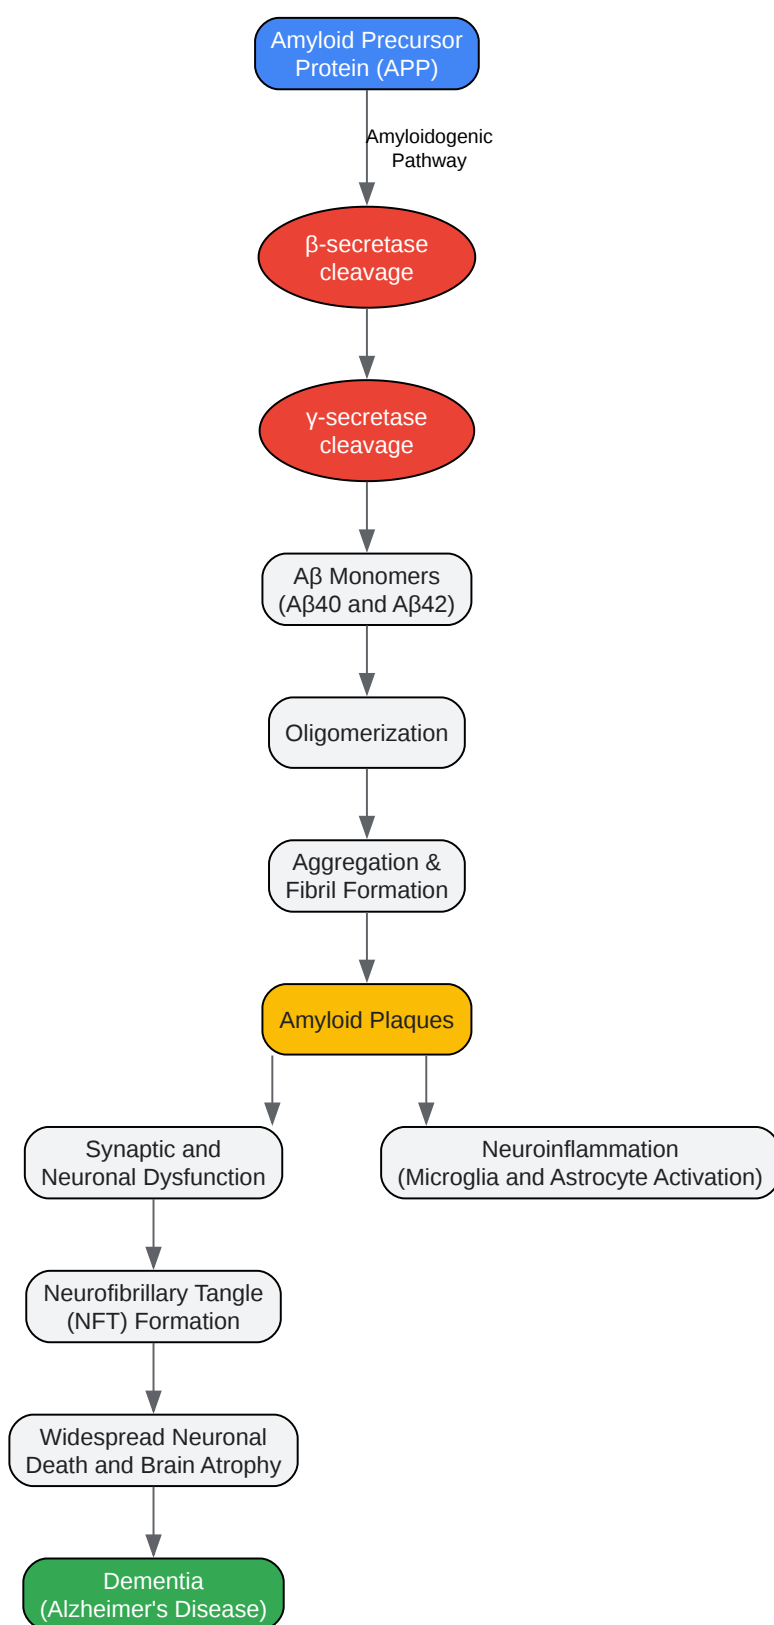 Amyloid Precursor
Protein (APP)
Amyloidogenic
Pathway
β-secretase
cleavage
γ-secretase
cleavage
Aβ Monomers
(Aβ40 and Aβ42)
Oligomerization
Aggregation &
Fibril Formation
Amyloid Plaques
Synaptic and
Neuronal Dysfunction
Neuroinflammation
(Microglia and Astrocyte Activation)
Neurofibrillary Tangle
(NFT) Formation
Widespread Neuronal
Death and Brain Atrophy
Dementia
(Alzheimer's Disease)